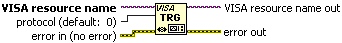 VISA resource name
protocol (default: 0)
error in (no error)
VISA
TRG
VISA resource name out
error out